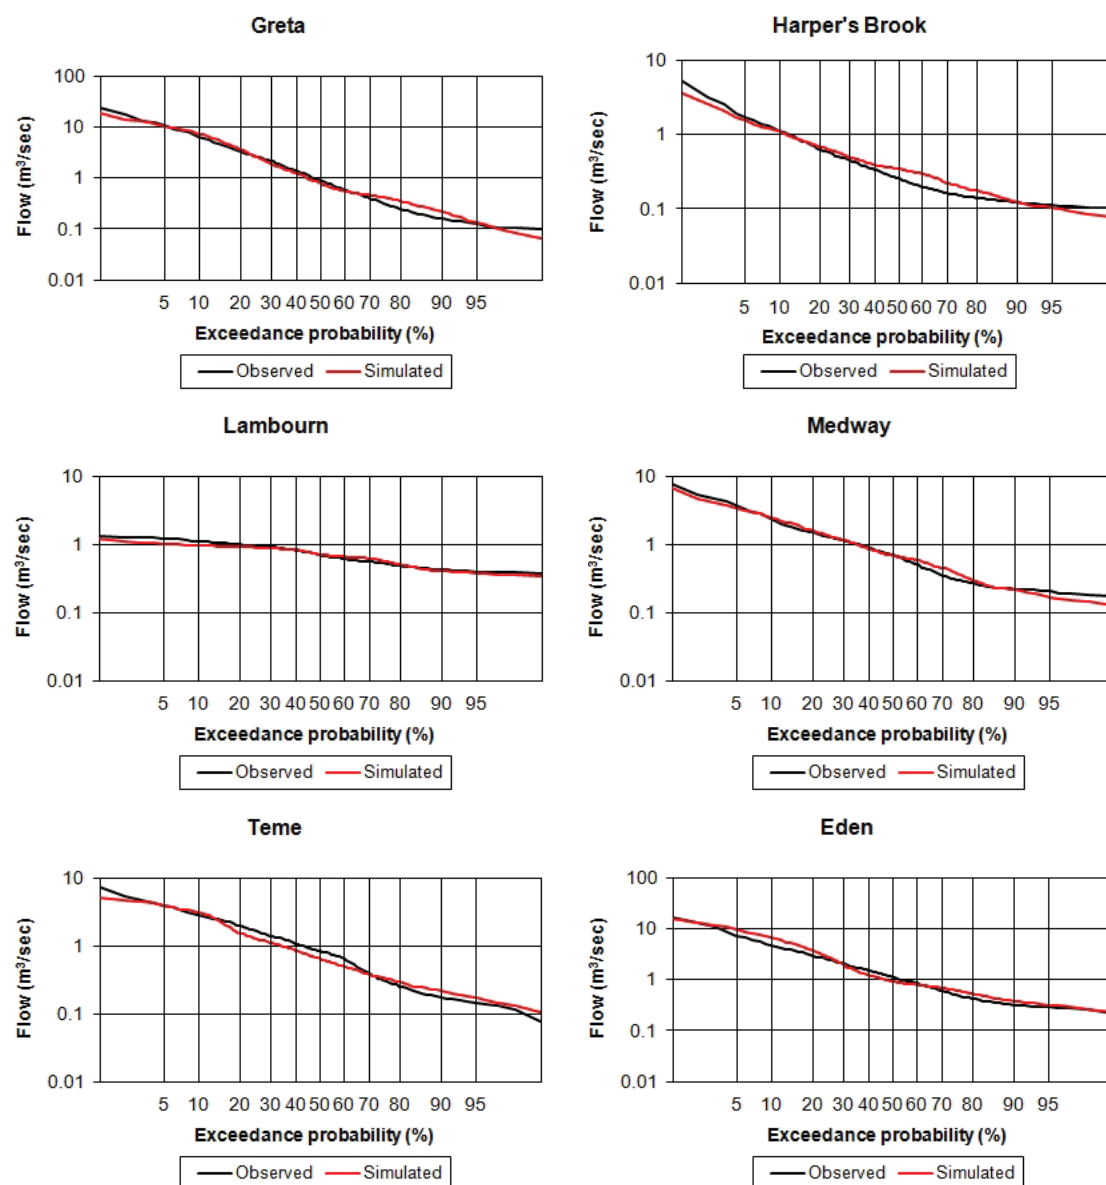 Greta
Flow (m³/sec)
100
10
1
0.1
0.01
5 10 20 30 40 50 60 70 80 90 95
Exceedance probability (%)
Observed Simulated
Harper's Brook
Flow (m³/sec)
10
1
0.1
0.01
5 10 20 30 40 50 60 70 80 90 95
Exceedance probability (%)
Observed Simulated
Lambourn
Flow (m³/sec)
10
1
0.1
0.01
5 10 20 30 40 50 60 70 80 90 95
Exceedance probability (%)
Observed Simulated
Medway
Flow (m³/sec)
10
1
0.1
0.01
5 10 20 30 40 50 60 70 80 90 95
Exceedance probability (%)
Observed Simulated
Teme
Flow (m³/sec)
10
1
0.1
0.01
5 10 20 30 40 50 60 70 80 90 95
Exceedance probability (%)
Observed Simulated
Eden
Flow (m³/sec)
100
10
1
0.1
0.01
5 10 20 30 40 50 60 70 80 90 95
Exceedance probability (%)
Observed Simulated